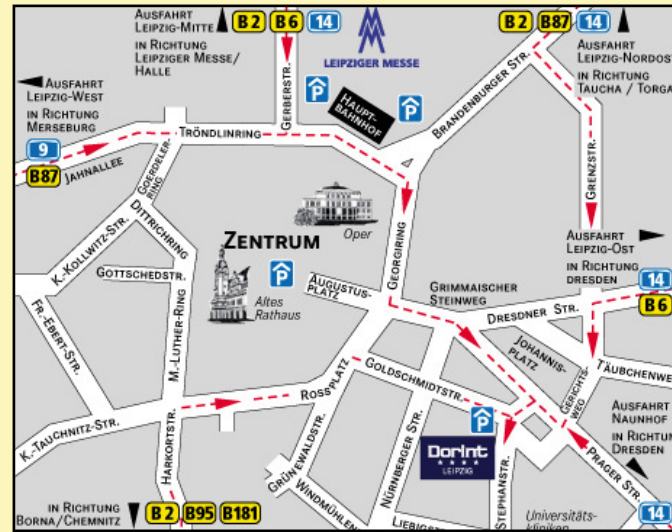 AUSFAHRT
LEIPZIG-MITTE
B 2 B 6 14
IN RICHTUNG
LEIPZIGER MESSE/
HALLE
LEIPZIGER MESSE
B 2 B87 14
AUSFAHRT
LEIPZIG-NORDOST
IN RICHTUNG
TAUCHA / TORGA
AUSFAHRT
LEIPZIG-WEST
IN RICHTUNG
MERSEBURG
9
B87
JAHNALLEE
TRÖNDLINRING
GERBERSTR.
P
HAUPT-
BAHNHOF
P
BRANDENBURGER STR.
GRENZSTR.
GOERDELER-
RING
DITTRICHRING
K.-KOLLWITZ-STR.
GOTTSCHEDSTR.
FR.-EBERT-STR.
M.-LUTHER-RING
ZENTRUM
Oper
P
Altes
Rathaus
AUGUSTUS-
PLATZ
GEORGIRING
GRIMMAISCHER
STEINWEG
AUSFAHRT
LEIPZIG-OST
IN RICHTUNG
DRESDEN
14
B 6
DRESDNER STR.
JOHANNIS-
PLATZ
TÄUBCHENWE
GERICHTS-
WEG
ROSSPLATZ
GOLDSCHMIDTSTR.
K.-TAUCHNITZ-STR.
HARKORTSTR.
GRÜNEWALDSTR.
WINDMÜHLEN
NÜRNBERGER STR.
LIEBIGST
P
Dorint
LEIPZIG
STEPHANSTR.
Universitäts-
kliniken
PRAGER STR.
AUSFAHRT
NAUNHOF
IN RICHTU
DRESDEN
14
IN RICHTUNG
BORNA/CHEMNITZ
B 2 B95 B181